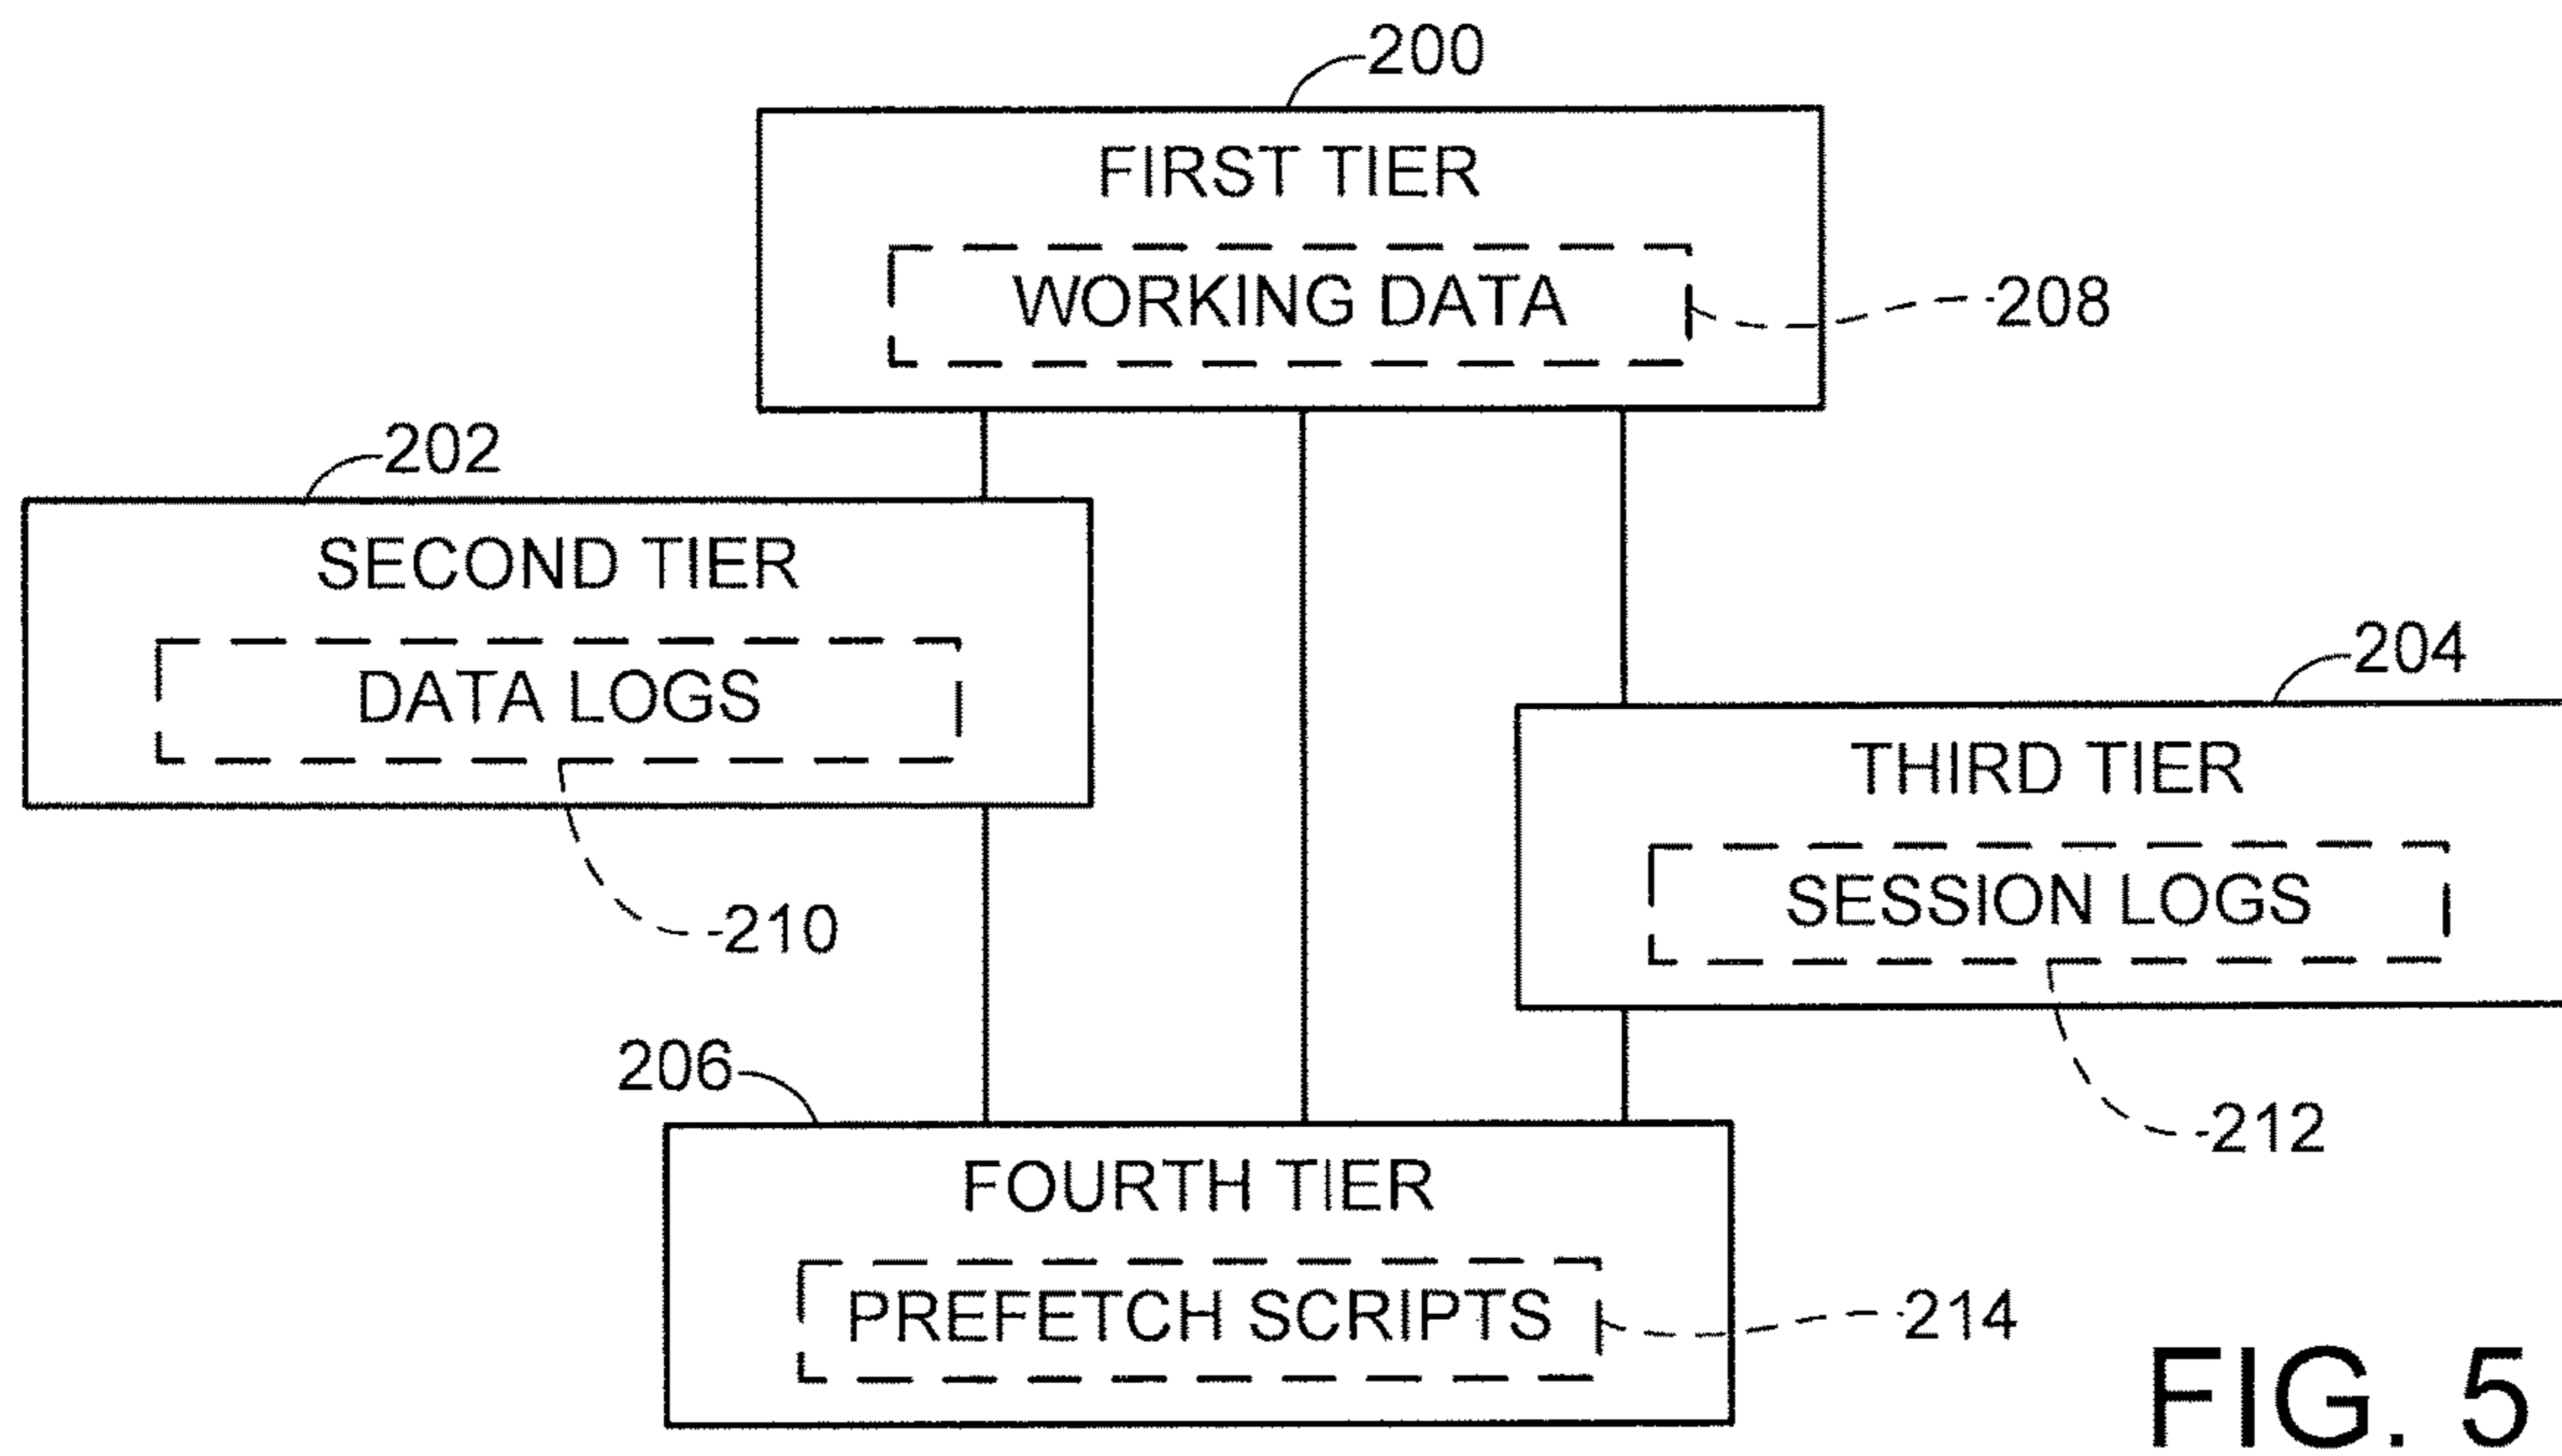 200
FIRST TIER
WORKING DATA
208
202
SECOND TIER
DATA LOGS
210
204
THIRD TIER
SESSION LOGS
212
206
FOURTH TIER
PREFETCH SCRIPTS
214
FIG. 5